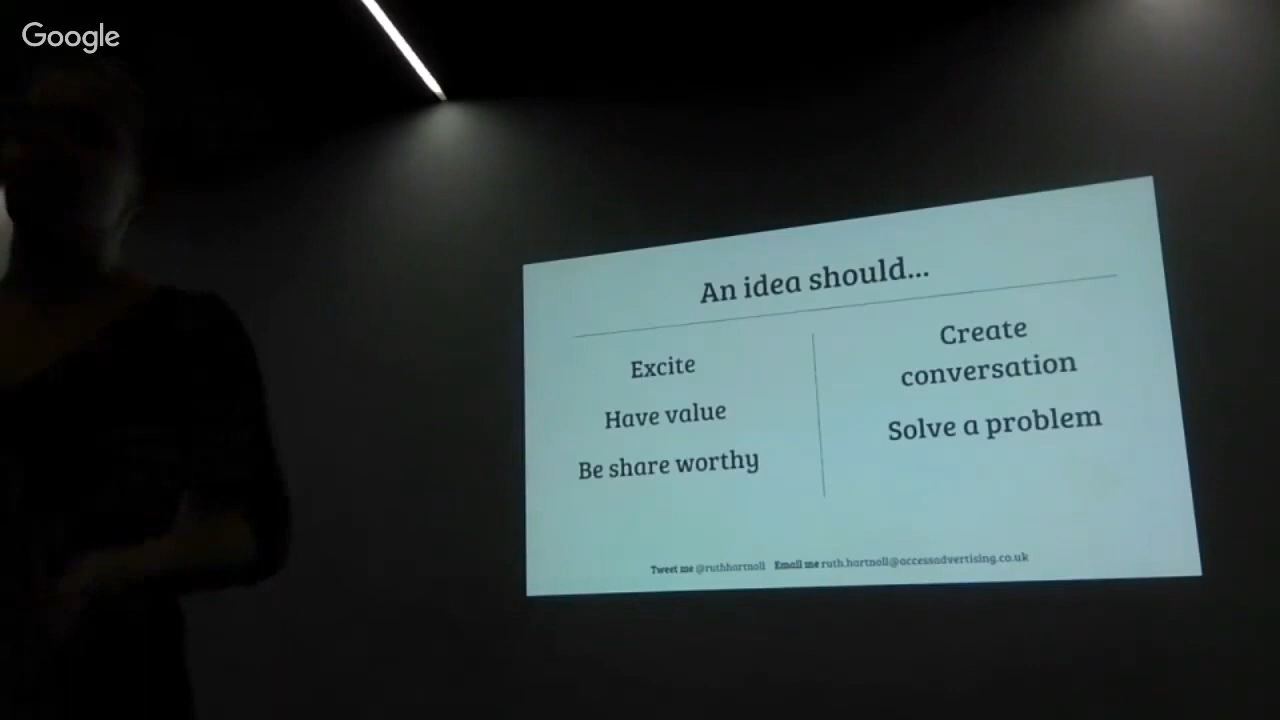 Google
An idea should...
Excite
Have value
Be share worthy
Create
conversation
Solve a problem
Tweet me @ruthhartnoll Email me ruth.hartnoll@accessadvertising.co.uk